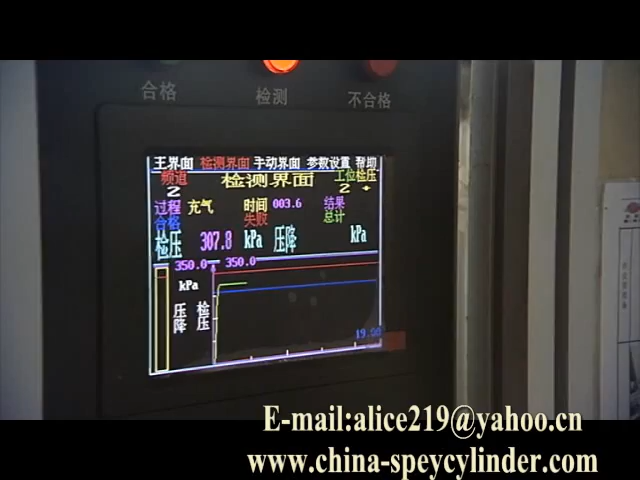 合格 检测 不合格
主界面 检测界面 手动界面 参数设置 帮助
频道 检测界面 工位 检压
2 2
过程 充气 时间 003.6 结果
合格 失败 总计
检压 307.8 kPa 压降 kPa
350.0 350.0
kPa
压降 检压
19.00
E-mail:alice219@yahoo.cn
www.china-speycylinder.com